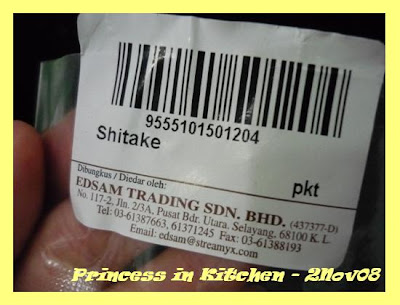 9555101501204
Shitake
pkt
Dibungkus / Diedar oleh:
EDSAM TRADING SDN. BHD. (437377-D)
No. 117-2, Jln. 2/3A, Pusat Bdr. Utara, Selayang, 68100 K. L.
Tel: 03-61387663, 61371245 Fax: 03-61388193
Email: edsam@streamyx.com
Princess in Kitchen - 2Nov08